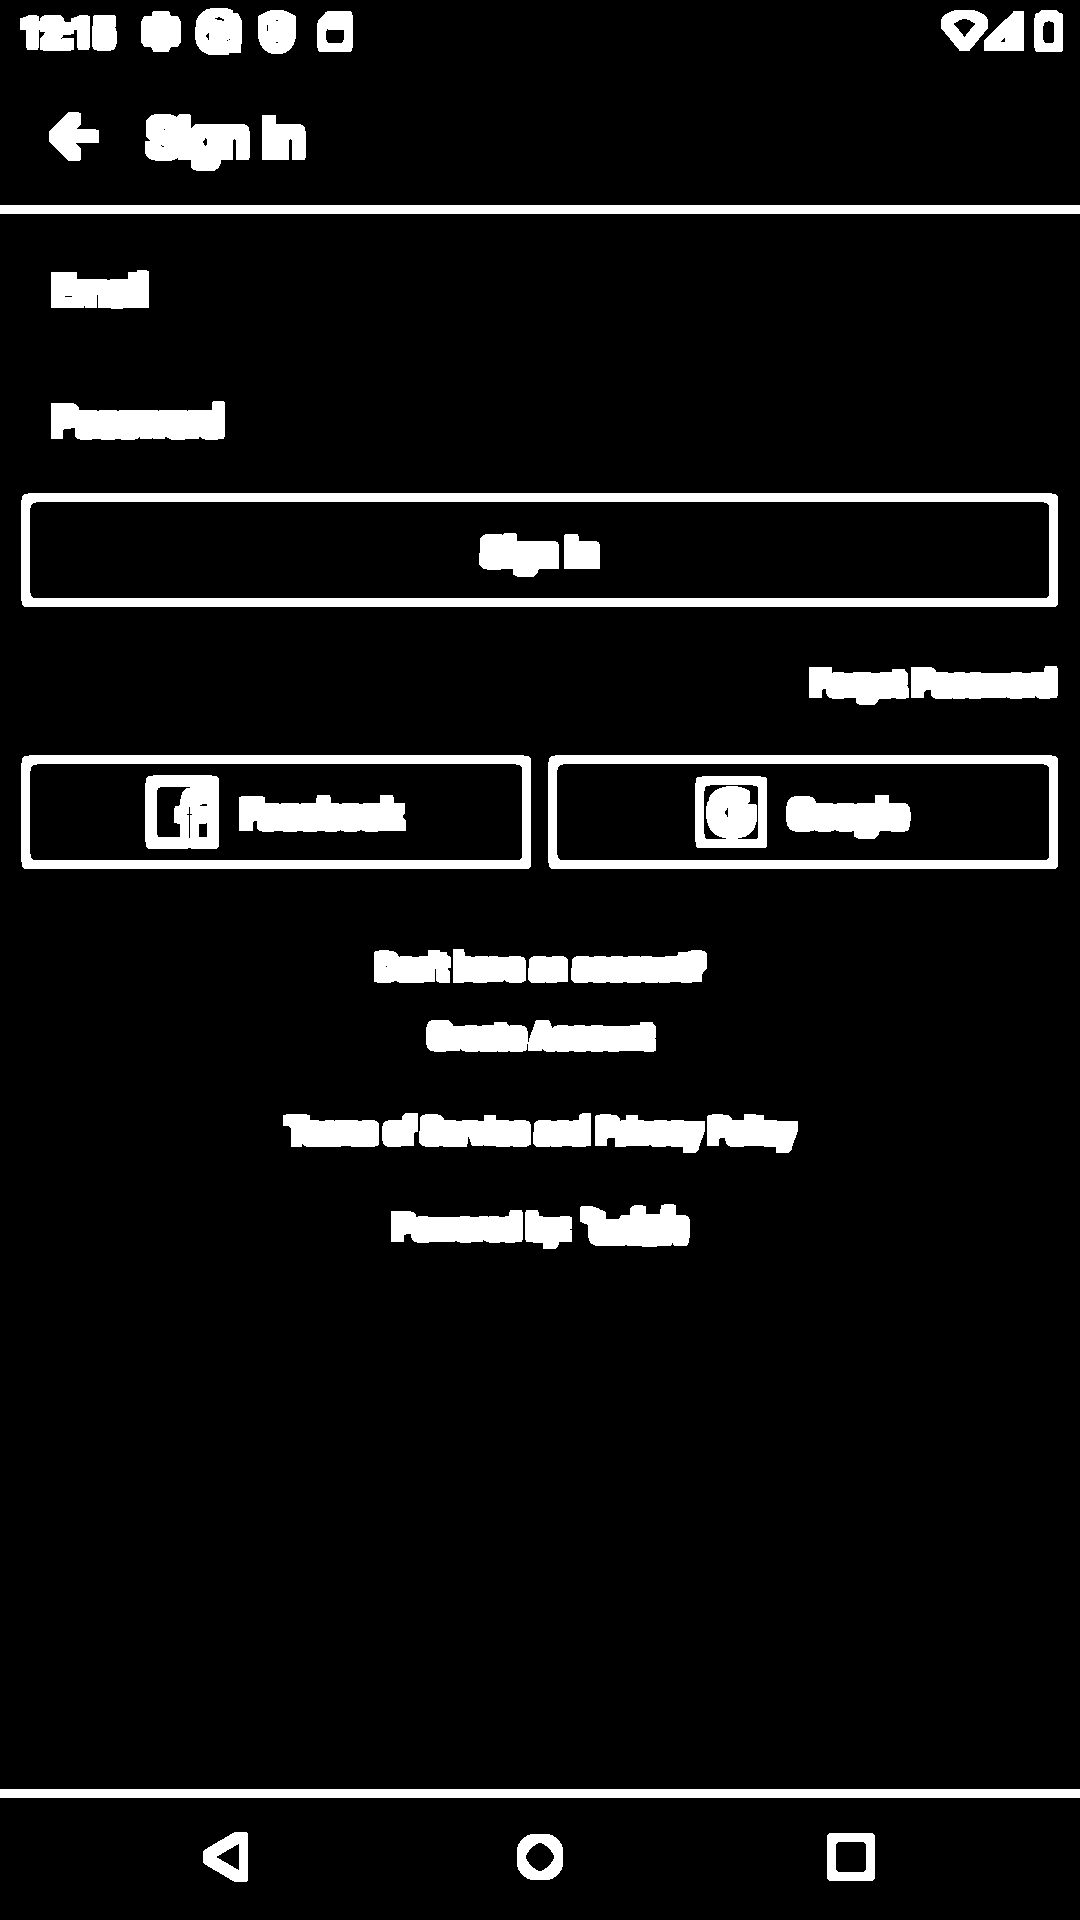 12:15
Sign in
Email
Password
Sign in
Forgot Password
Facebook Google
Don't have an account?
Create Account
Terms of Service and Privacy Policy
Powered by: